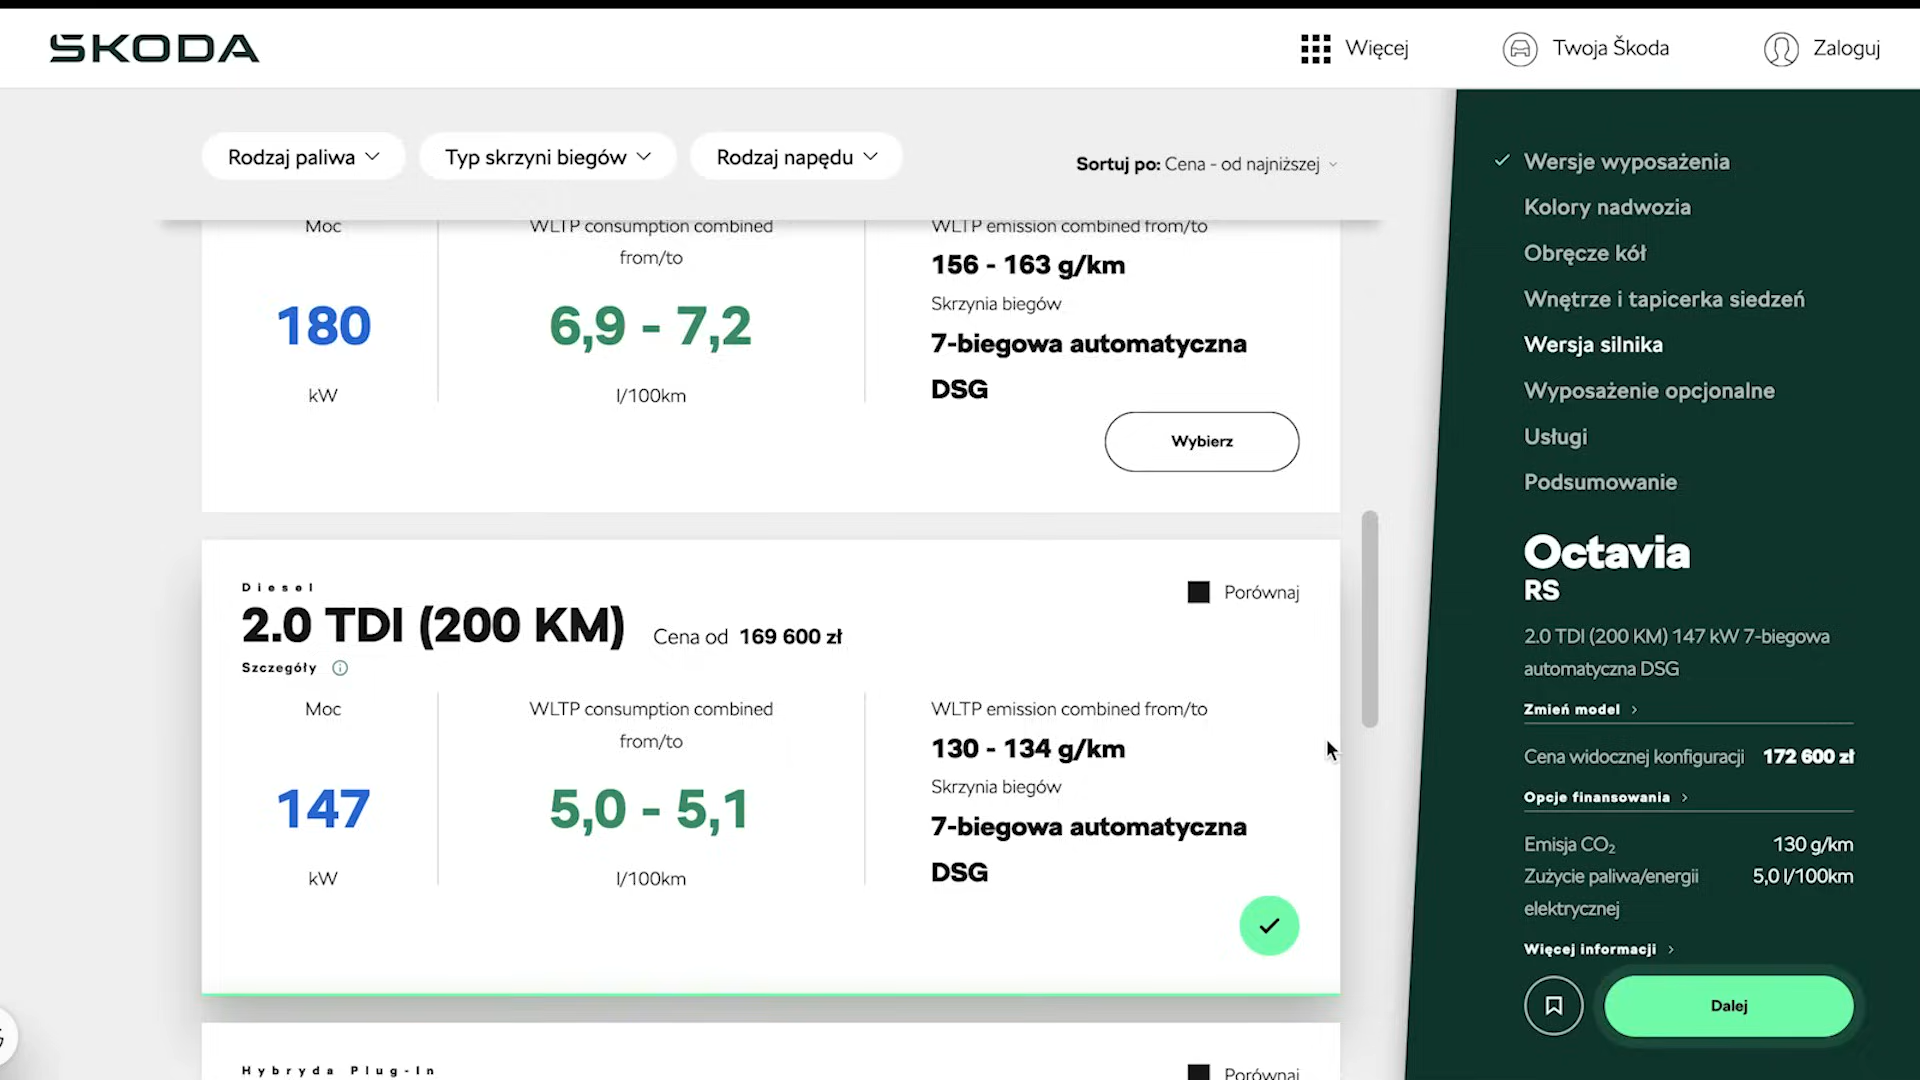 ŠKODA
Więcej
Twoja Škoda
Zaloguj
Rodzaj paliwa
Typ skrzyni biegów
Rodzaj napędu
Sortuj po: Cena - od najniższej
Moc
180
kW
WLTP consumption combined
from/to
6,9 - 7,2
l/100km
WLTP emission combined from/to
156 - 163 g/km
Skrzynia biegów
7-biegowa automatyczna
DSG
Wybierz
Diesel
2.0 TDI (200 KM)
Cena od 169 600 zł
Porównaj
Szczegóły
Moc
147
kW
WLTP consumption combined
from/to
5,0 - 5,1
l/100km
WLTP emission combined from/to
130 - 134 g/km
Skrzynia biegów
7-biegowa automatyczna
DSG
Hybryda Plug-In
Porównaj
Wersje wyposażenia
Kolory nadwozia
Obręcze kół
Wnętrze i tapicerka siedzeń
Wersja silnika
Wyposażenie opcjonalne
Usługi
Podsumowanie
Octavia
RS
2.0 TDI (200 KM) 147 kW 7-biegowa
automatyczna DSG
Zmień model
Cena widocznej konfiguracji 172 600 zł
Opcje finansowania
Emisja CO₂ 130 g/km
Zużycie paliwa/energii 5,0 l/100km
elektrycznej
Więcej informacji
Dalej